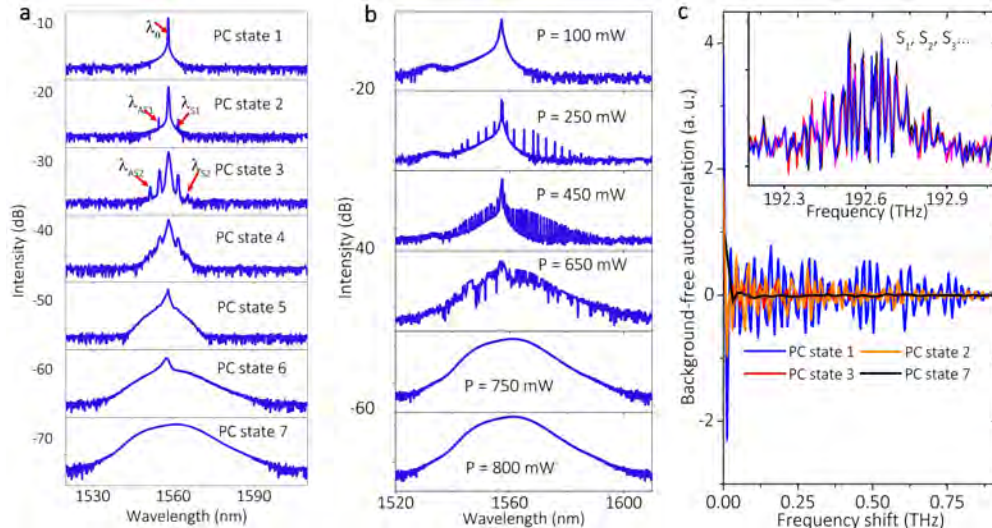 a
-10
λ0
PC state 1
-20
λAS1
λS1
PC state 2
-30
λAS2
λS2
PC state 3
-40
PC state 4
-50
PC state 5
-60
PC state 6
-70
PC state 7
Intensity (dB)
1530
1560
1590
Wavelength (nm)
b
P = 100 mW
-20
P = 250 mW
P = 450 mW
40
P = 650 mW
P = 750 mW
-60
P = 800 mW
Intensity (dB)
1520
1560
1600
Wavelength (nm)
c
4
2
0
-2
Background-free autocorrelation (a. u.)
S1, S2, S3...
192.3
192.6
192.9
Frequency (THz)
PC state 1
PC state 2
PC state 3
PC state 7
0.00
0.25
0.50
0.75
Frequency shift (THz)